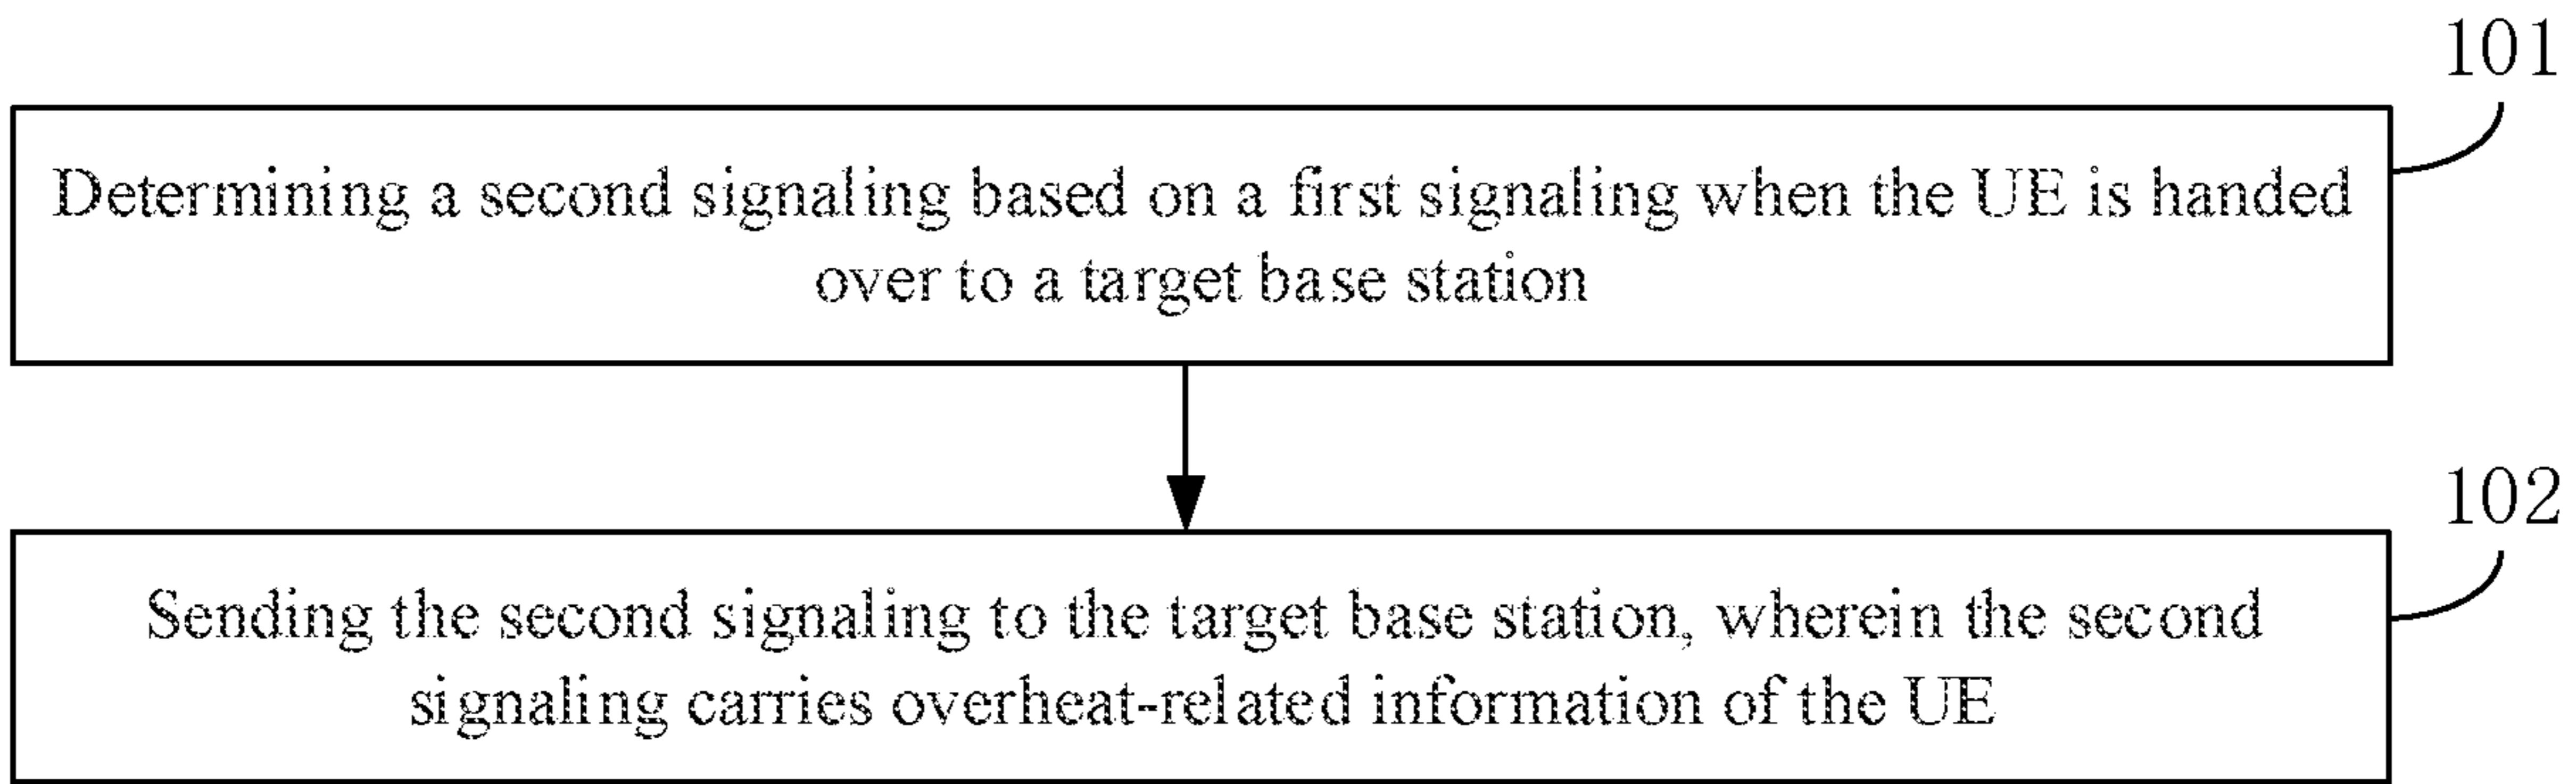 101
Determining a second signaling based on a first signaling when the UE is handed
over to a target base station
102
Sending the second signaling to the target base station, wherein the second
signaling carries overheat-related information of the UE